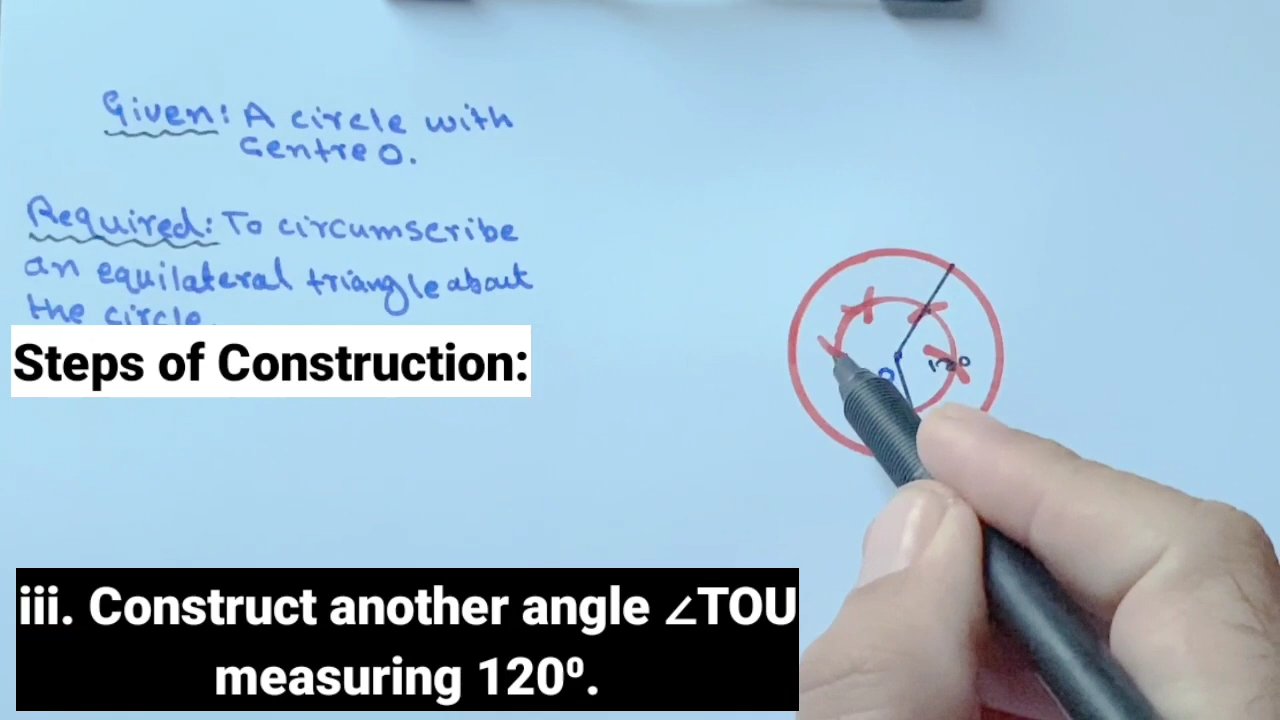 Given: A circle with
Centre O.
Required: To circumscribe
an equilateral triangle about
the circle.
Steps of Construction:
O
120
iii. Construct another angle ∠TOU
measuring 120⁰.